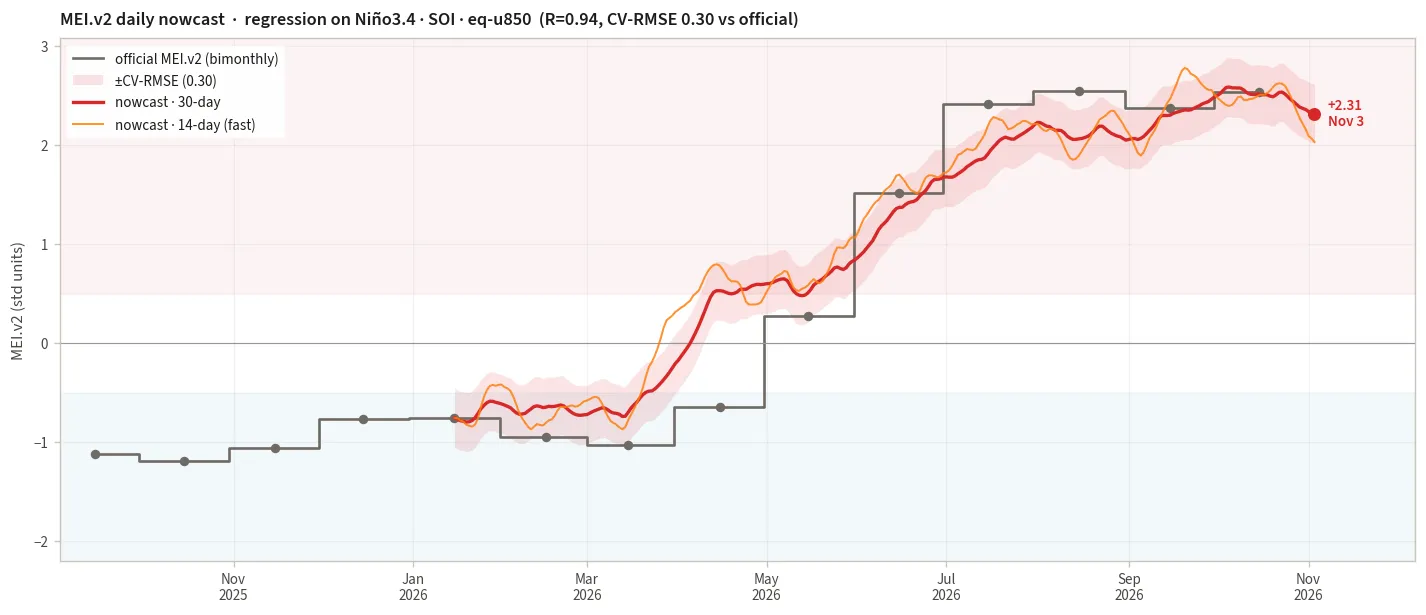 MEI.v2 daily nowcast · regression on Niño3.4 · SOI · eq-u850 (R=0.94, CV-RMSE 0.30 vs official)
official MEI.v2 (bimonthly)
±CV-RMSE (0.30)
nowcast · 30-day
nowcast · 14-day (fast)
+2.31
Nov 3
MEI.v2 (std units)
3
2
1
0
−1
−2
Nov
2025
Jan
2026
Mar
2026
May
2026
Jul
2026
Sep
2026
Nov
2026